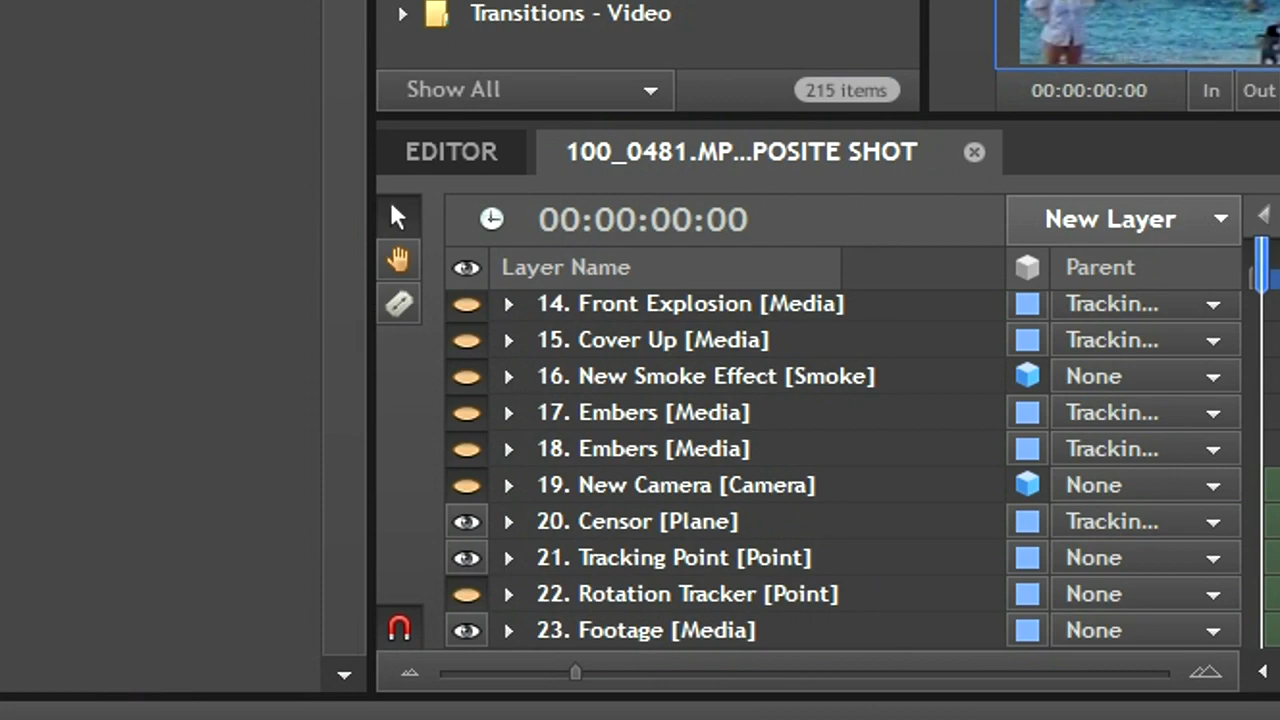 Transitions - Video
Show All
215 items
00:00:00:00
In
Out
EDITOR
100_0481.MP...POSITE SHOT
00:00:00:00
New Layer
Layer Name
Parent
14. Front Explosion [Media]
Trackin...
15. Cover Up [Media]
Trackin...
16. New Smoke Effect [Smoke]
None
17. Embers [Media]
Trackin...
18. Embers [Media]
Trackin...
19. New Camera [Camera]
None
20. Censor [Plane]
Trackin...
21. Tracking Point [Point]
None
22. Rotation Tracker [Point]
None
23. Footage [Media]
None